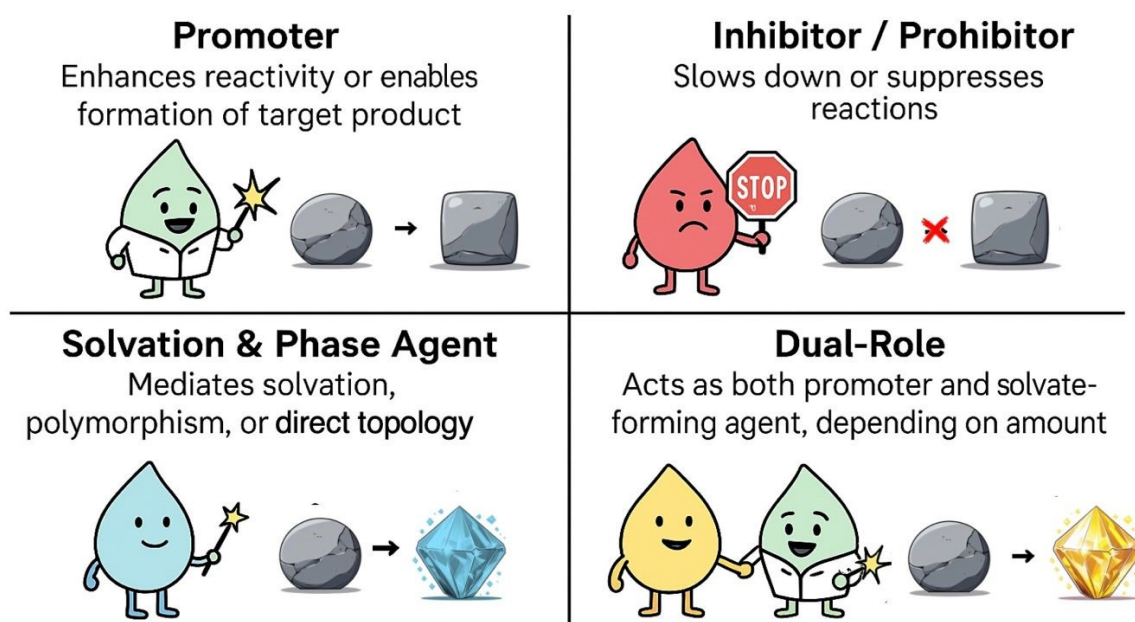 Promoter
Enhances reactivity or enables
formation of target product
Inhibitor / Prohibitor
Slows down or suppresses
reactions
STOP
Solvation & Phase Agent
Mediates solvation,
polymorphism, or direct topology
Dual-Role
Acts as both promoter and solvate-
forming agent, depending on amount